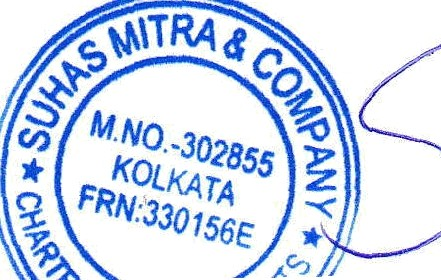 SUHAS MITRA & COMPANY
M.NO.-302855
KOLKATA
FRN:330156E